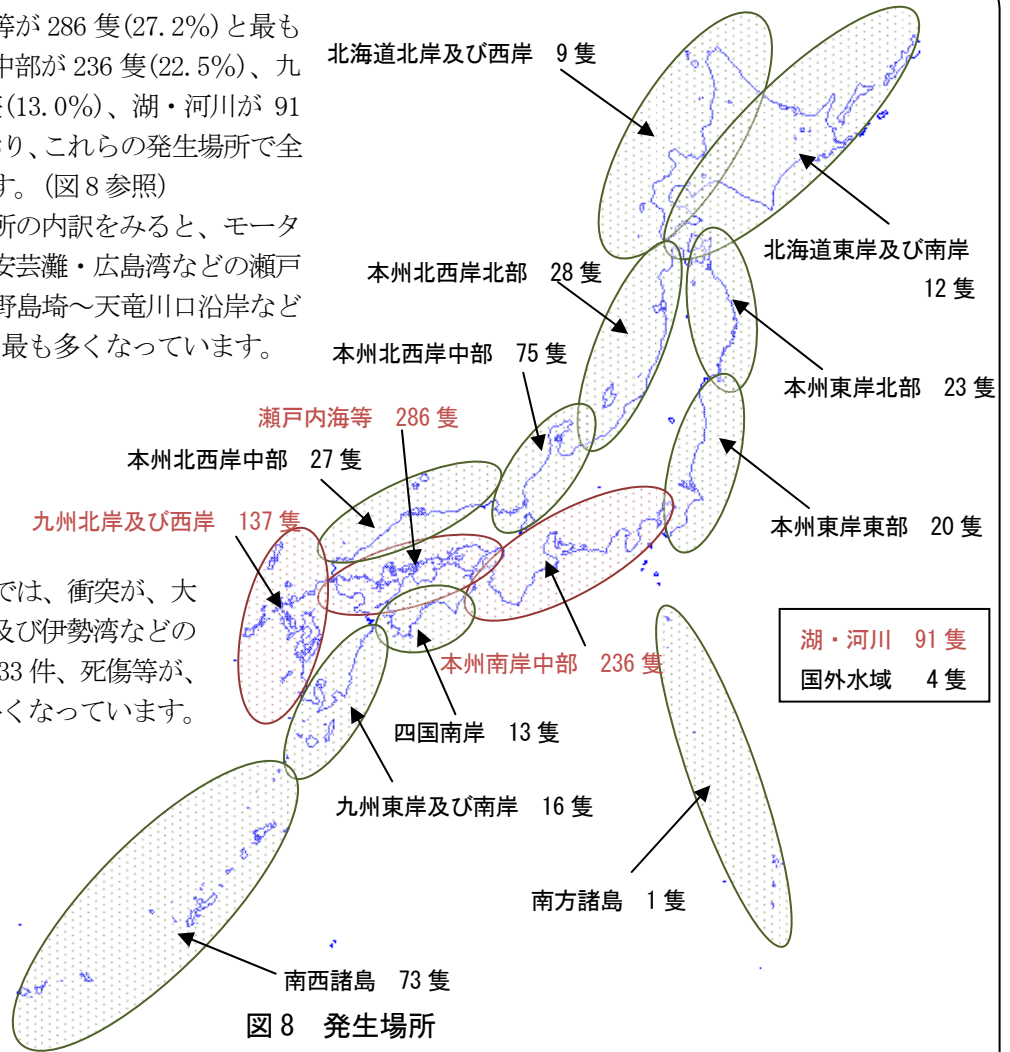 等が 286 隻(27.2%)と最も
中部が 236 隻(22.5%)、九
(13.0%)、湖・河川が 91
り、これらの発生場所で全
す。(図8参照)
所の内訳をみると、モータ
安芸灘・広島湾などの瀬戸
野島埼～天竜川口沿岸など
最も多くなっています。
では、衝突が、大
及び伊勢湾などの
33 件、死傷等が、
くなっています。
北海道北岸及び西岸 9 隻
北海道東岸及び南岸
12 隻
本州北西岸北部 28 隻
本州北西岸中部 75 隻
本州東岸北部 23 隻
瀬戸内海等 286 隻
本州北西岸中部 27 隻
九州北岸及び西岸 137 隻
本州東岸東部 20 隻
湖・河川 91 隻
国外水域 4 隻
本州南岸中部 236 隻
四国南岸 13 隻
九州東岸及び南岸 16 隻
南方諸島 1 隻
南西諸島 73 隻
図8 発生場所